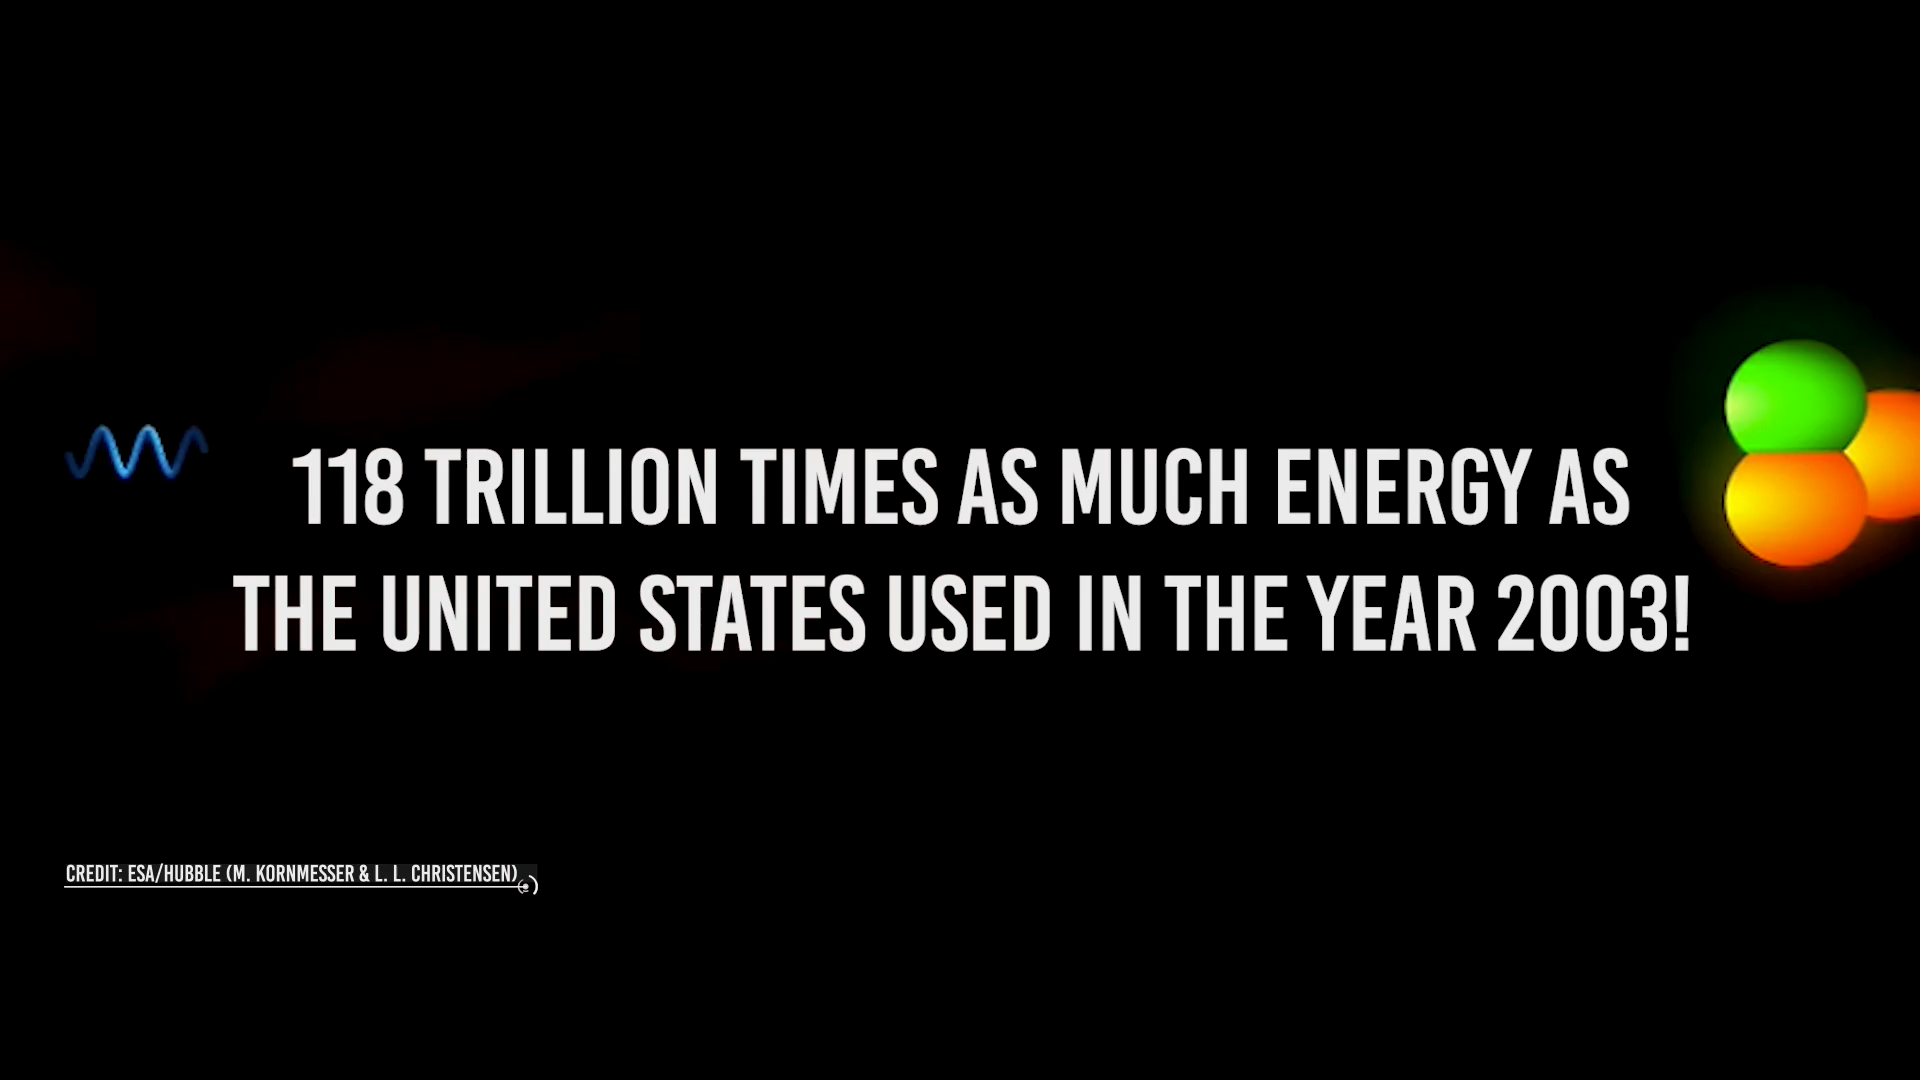 118 TRILLION TIMES AS MUCH ENERGY AS
THE UNITED STATES USED IN THE YEAR 2003!
CREDIT: ESA/HUBBLE (M. KORNMESSER & L. L. CHRISTENSEN)